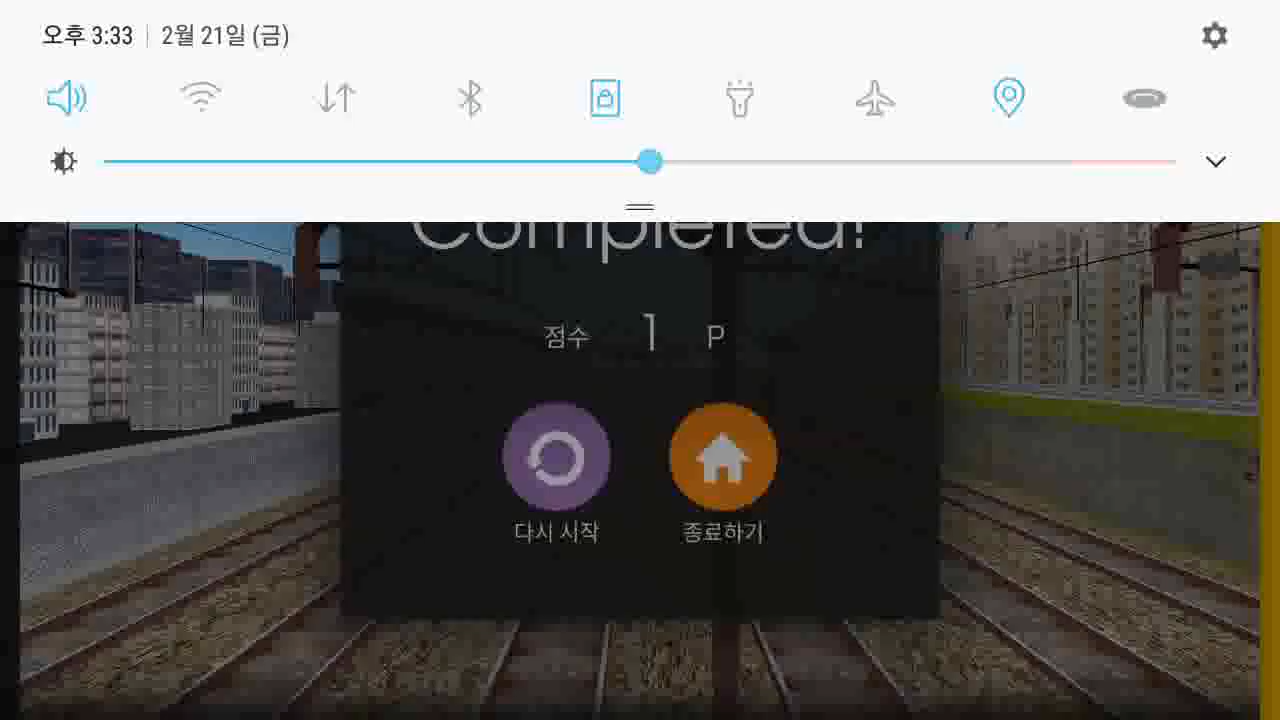 오후 3:33 | 2월 21일 (금)
Completed!
점수 1 P
다시 시작 종료하기